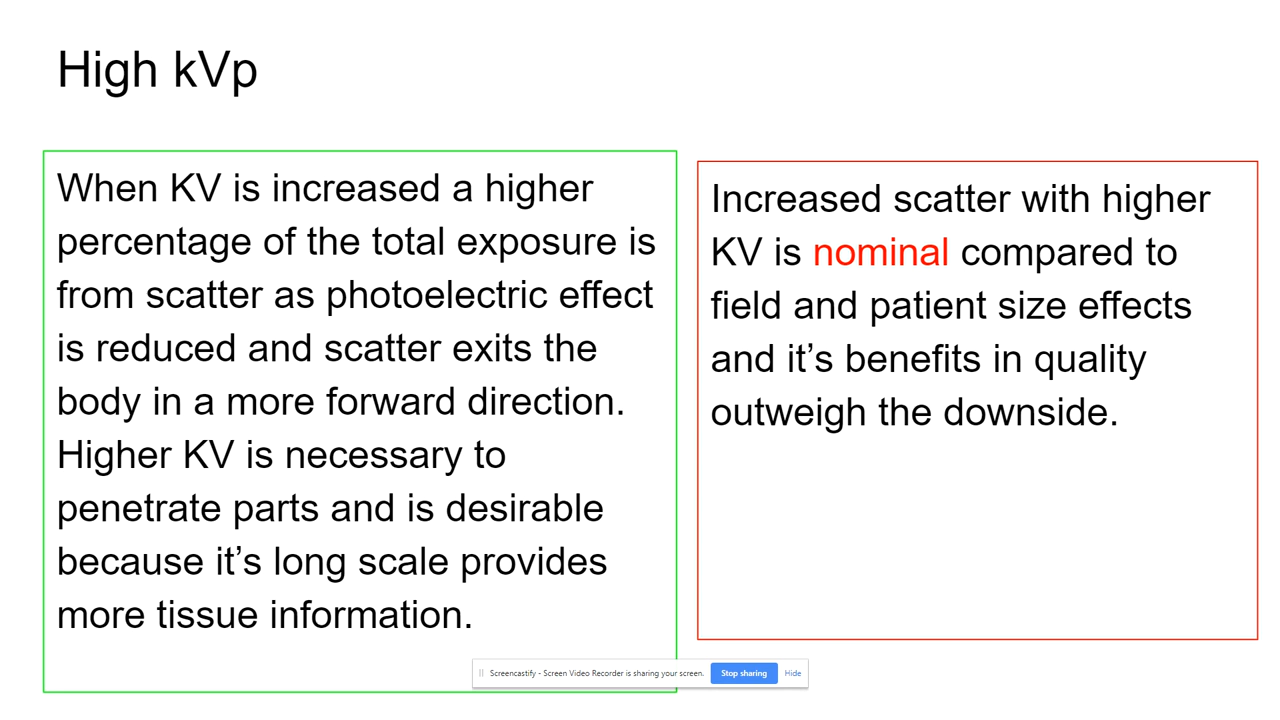 High kVp
When KV is increased a higher
percentage of the total exposure is
from scatter as photoelectric effect
is reduced and scatter exits the
body in a more forward direction.
Higher KV is necessary to
penetrate parts and is desirable
because it’s long scale provides
more tissue information.
Increased scatter with higher
KV is nominal compared to
field and patient size effects
and it’s benefits in quality
outweigh the downside.
Screencastify - Screen Video Recorder is sharing your screen. Stop sharing Hide